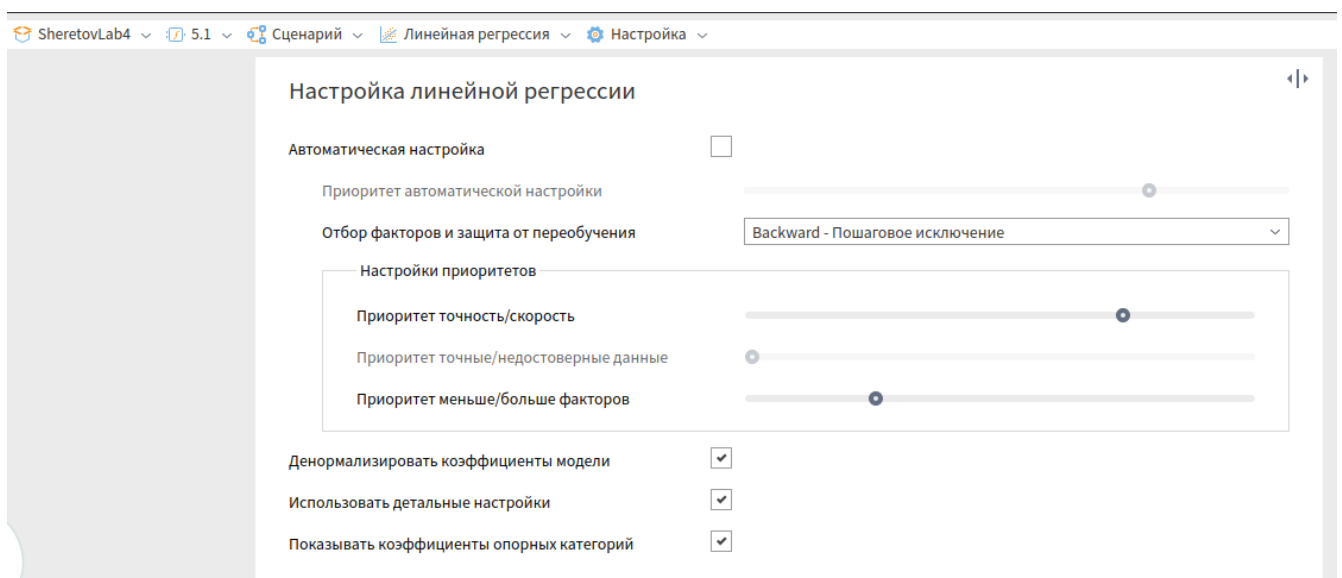 SheretovLab4 5.1 Сценарий Линейная регрессия Настройка
Настройка линейной регрессии
Автоматическая настройка
Приоритет автоматической настройки
Отбор факторов и защита от переобучения Backward - Пошаговое исключение
Настройки приоритетов
Приоритет точность/скорость
Приоритет точные/недостоверные данные
Приоритет меньше/больше факторов
Денормализировать коэффициенты модели
Использовать детальные настройки
Показывать коэффициенты опорных категорий